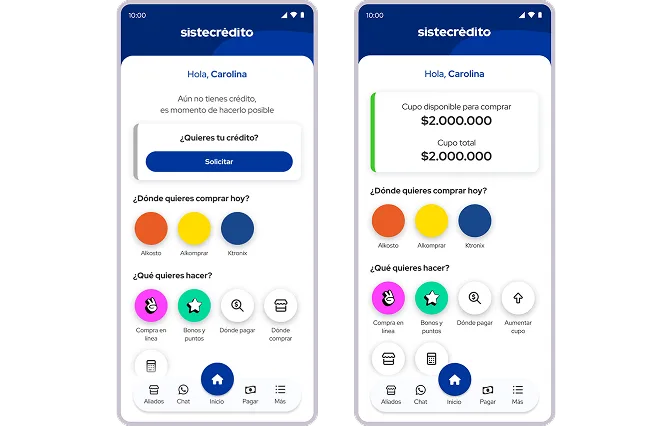 10:00
sistecrèdito
Hola, Carolina
Aún no tienes crédito,
es momento de hacerlo posible
¿Quieres tu crédito?
Solicitar
¿Dónde quieres comprar hoy?
Alkosto
Alkomprar
Ktronix
¿Qué quieres hacer?
Compra en
línea
Bonos y
puntos
Dónde pagar
Dónde
comprar
Aliados
Chat
Inicio
Pagar
Más
10:00
sistecrèdito
Hola, Carolina
Cupo disponible para comprar
$2.000.000
Cupo total
$2.000.000
¿Dónde quieres comprar hoy?
Alkosto
Alkomprar
Ktronix
¿Qué quieres hacer?
Compra en
línea
Bonos y
puntos
Dónde pagar
Aumentar
cupo
Aliados
Chat
Inicio
Pagar
Más